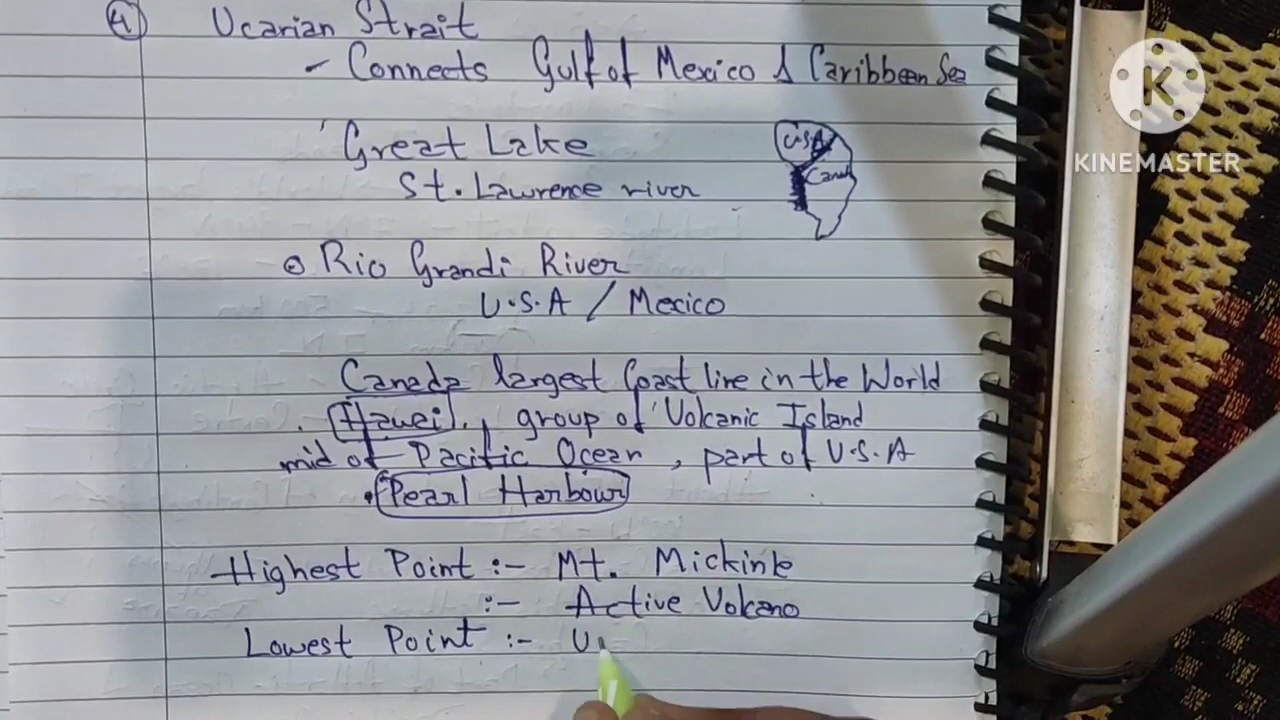 4 Ucarian Strait
- Connects Gulf of Mexico & Caribbean Sea
Great Lake
U.S.A
St. Lawrence river
Cana
Rio Grandi River
U.S.A / Mexico
Canada largest Coast line in the World
Hawei, group of Volcanic Island
mid of Pacific Ocean, part of U.S.A
Pearl Harbour
Highest Point :- Mt. Mickinle
:- Active Volcano
Lowest Point :- U
K
KINEMASTER